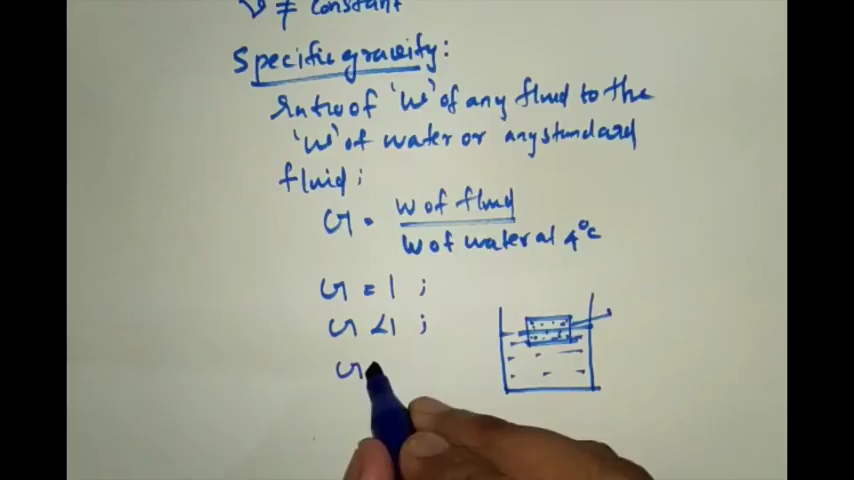 ν ≠ constant
Specific gravity:
ratio of 'w' of any fluid to the
'w' of water or any standard
fluid;
G = w of fluid
w of water at 4°c
G = 1 ;
G < 1 ;
G